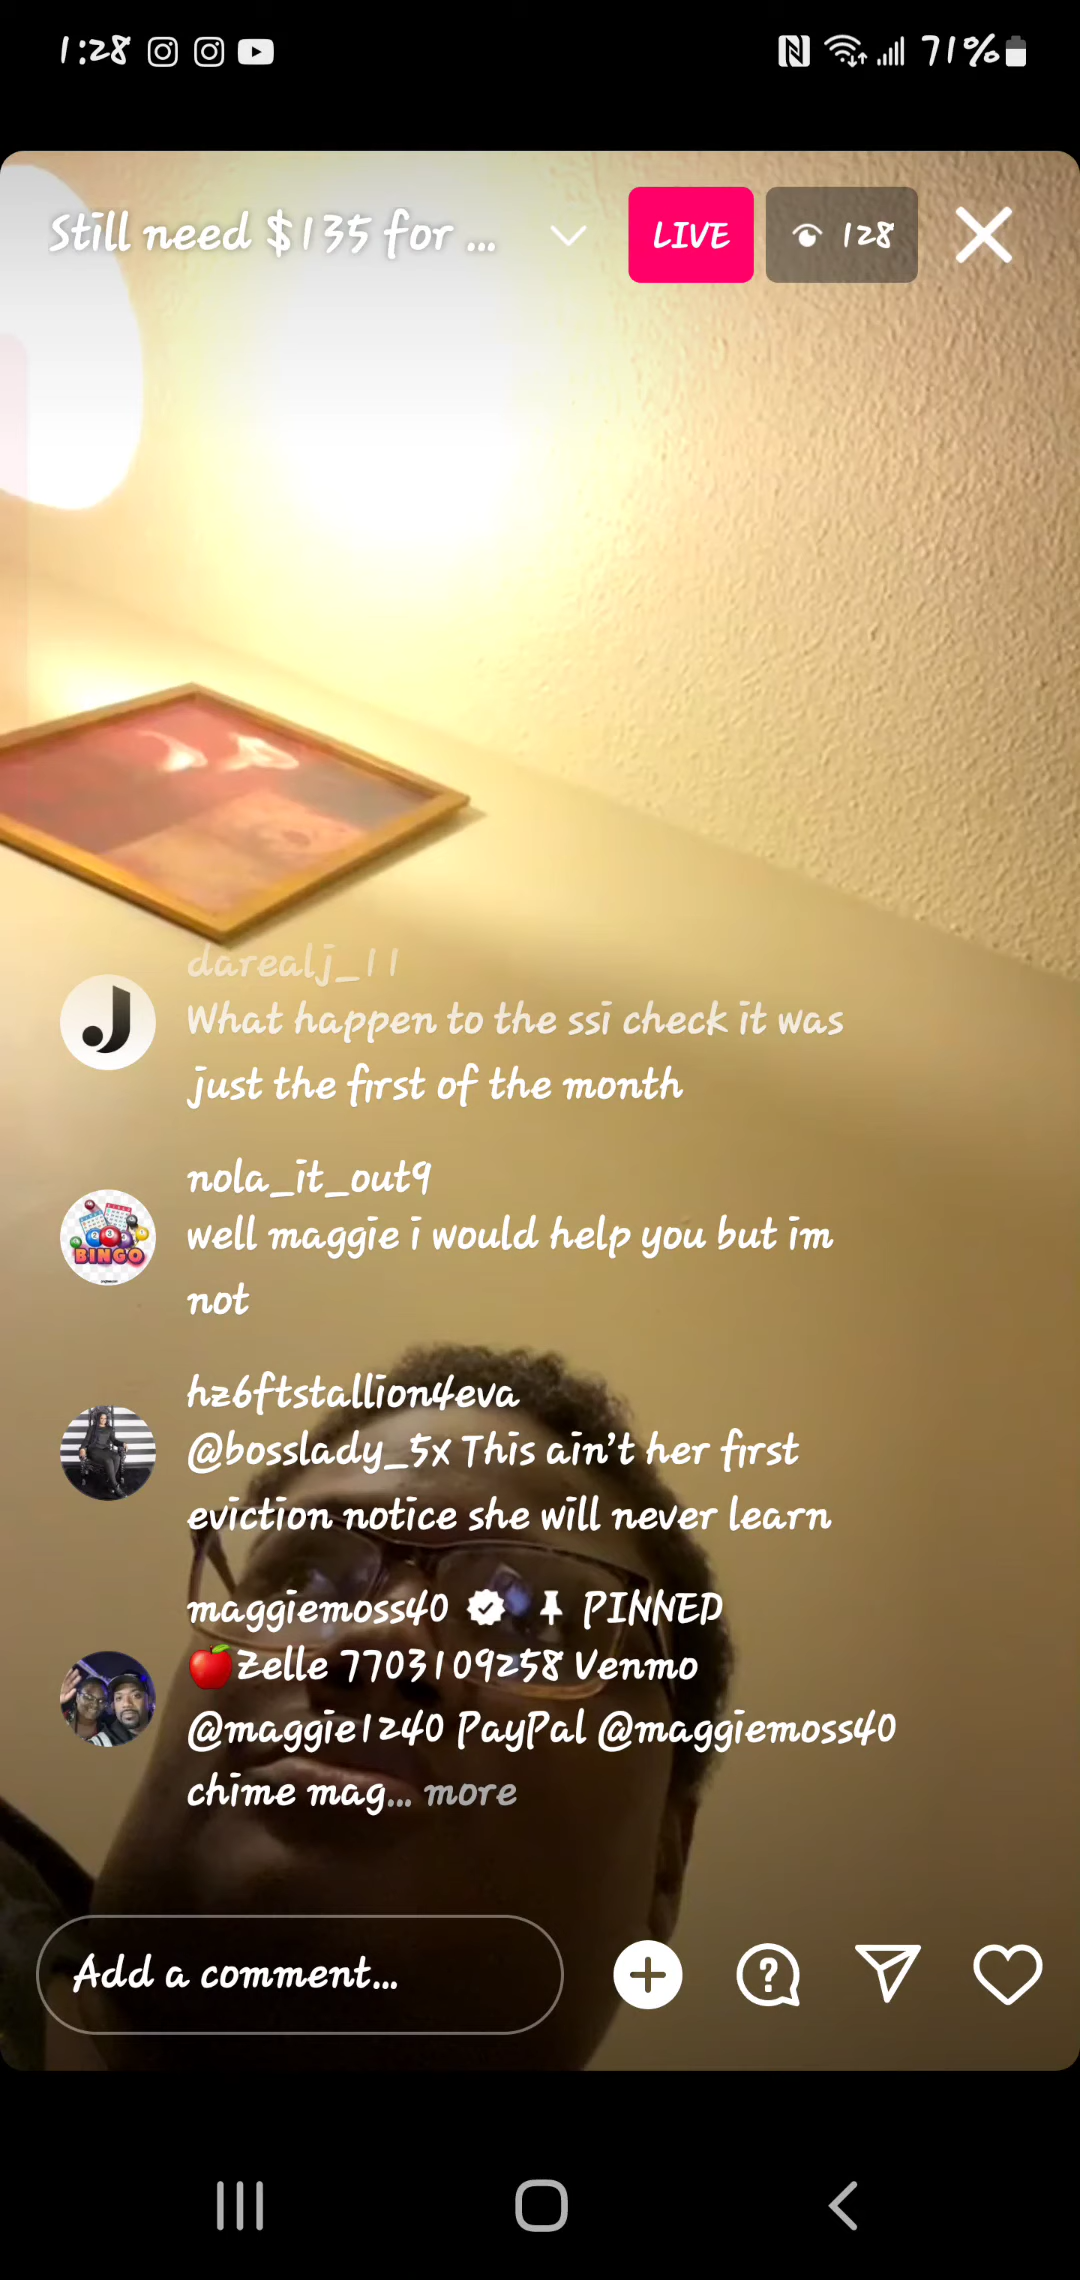 1:28
71%
Still need $135 for ...
LIVE
128
darealj_11
What happen to the ssi check it was
just the first of the month
nola_it_out9
well maggie i would help you but im
not
BINGO
hz6ftstallion4eva
@bosslady_5x This ain't her first
eviction notice she will never learn
maggiemoss40 PINNED
🍎Zelle 7703109258 Venmo
@maggie1240 PayPal @maggiemoss40
chime mag... more
Add a comment...